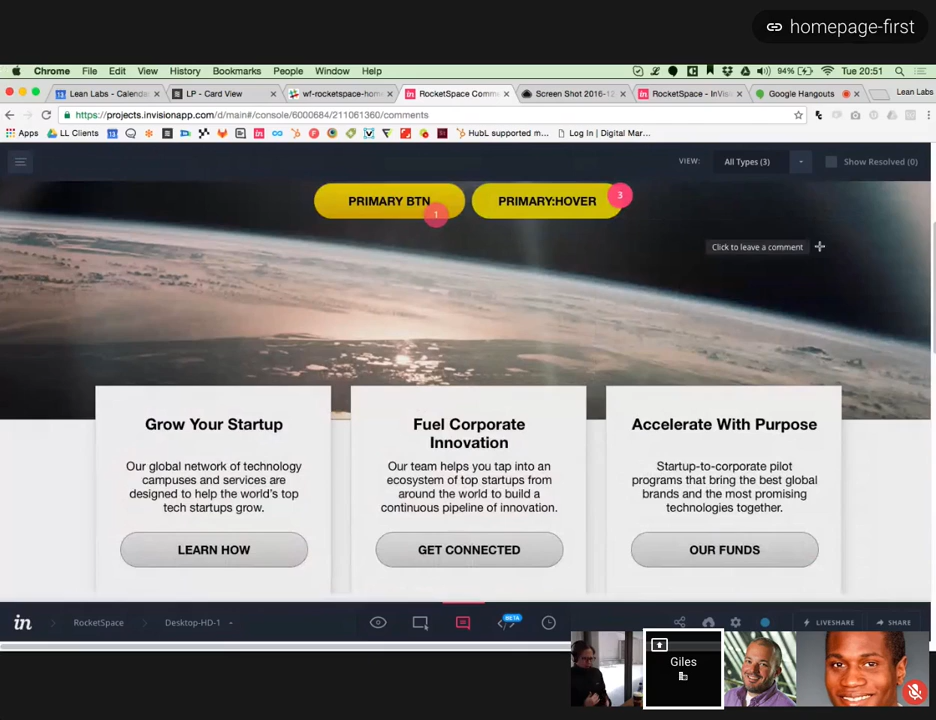 homepage-first
Chrome File Edit View History Bookmarks People Window Help 94% Tue 20:51
Lean Labs - Calenda LP - Card View wf-rocketspace-hom RocketSpace Comm Screen Shot 2016-12 RocketSpace - InVis Google Hangouts Lean Labs
https://projects.invisionapp.com/d/main#/console/6000684/211061360/comments
Apps LL Clients HubL supported m... Log In | Digital Mar...
VIEW: All Types (3) Show Resolved (0)
PRIMARY BTN PRIMARY:HOVER
1 3
Click to leave a comment
Grow Your Startup
Our global network of technology
campuses and services are
designed to help the world's top
tech startups grow.
LEARN HOW
Fuel Corporate
Innovation
Our team helps you tap into an
ecosystem of top startups from
around the world to build a
continuous pipeline of innovation.
GET CONNECTED
Accelerate With Purpose
Startup-to-corporate pilot
programs that bring the best global
brands and the most promising
technologies together.
OUR FUNDS
in RocketSpace Desktop-HD-1 BETA LIVESHARE SHARE
Giles